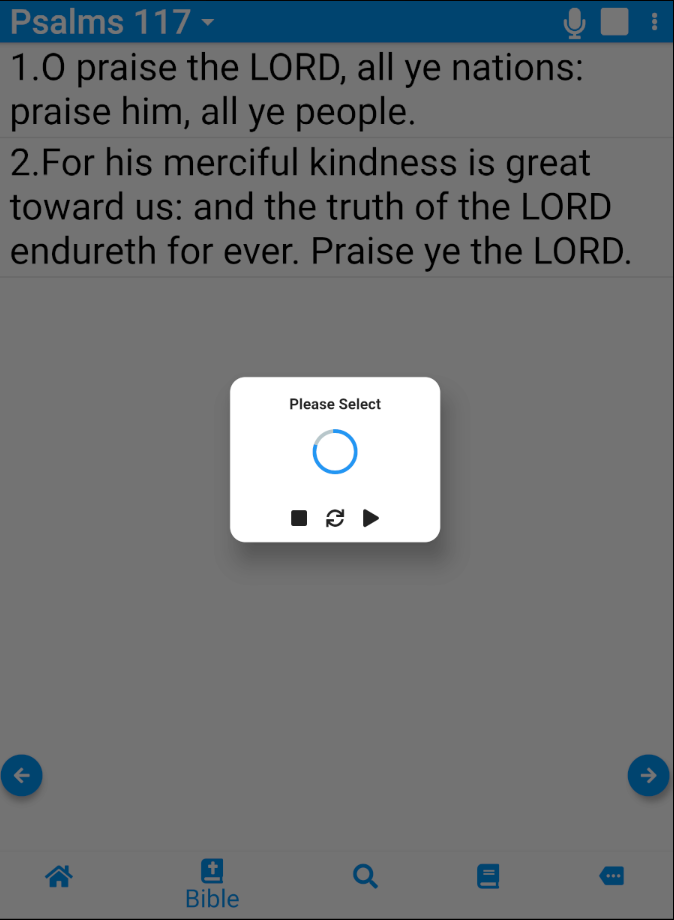 Psalms 117
1.O praise the LORD, all ye nations:
praise him, all ye people.
2.For his merciful kindness is great
toward us: and the truth of the LORD
endureth for ever. Praise ye the LORD.
Please Select
Bible